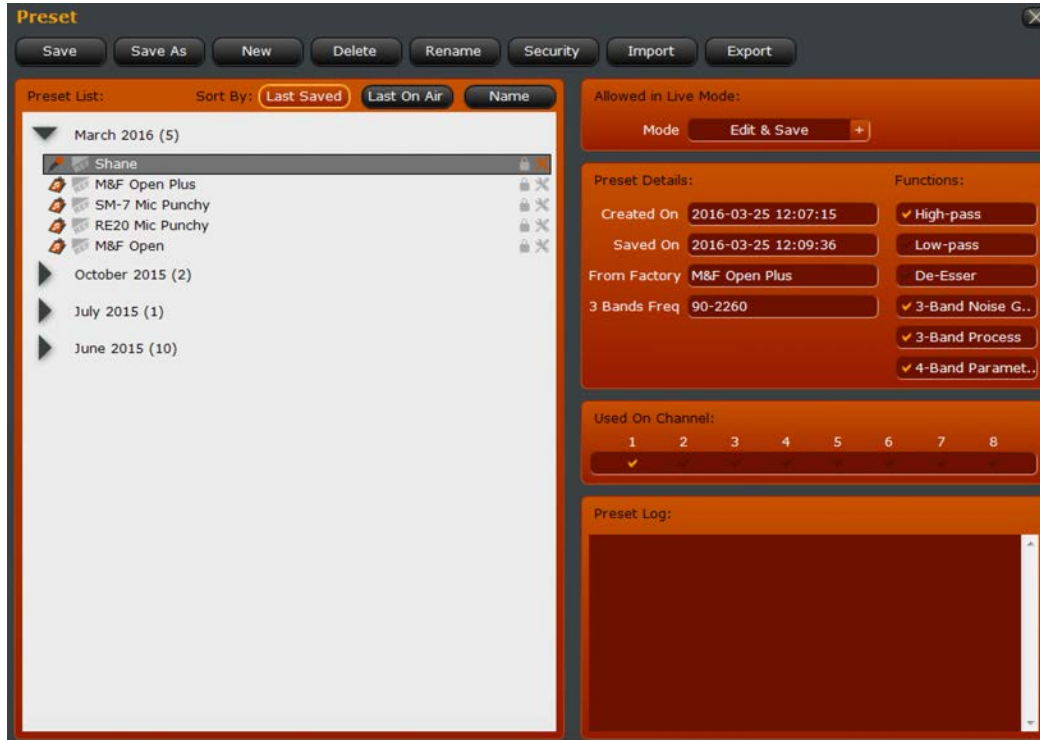 Preset
Save Save As New Delete Rename Security Import Export
Preset List: Sort By: Last Saved Last On Air Name
March 2016 (5)
Shane
M&F Open Plus
SM-7 Mic Punchy
RE20 Mic Punchy
M&F Open
October 2015 (2)
July 2015 (1)
June 2015 (10)
Allowed in Live Mode:
Mode Edit & Save +
Preset Details: Functions:
Created On 2016-03-25 12:07:15 High-pass
Saved On 2016-03-25 12:09:36 Low-pass
From Factory M&F Open Plus De-Esser
3 Bands Freq 90-2260 3-Band Noise G..
3-Band Process
4-Band Paramet..
Used On Channel:
1 2 3 4 5 6 7 8
Preset Log: